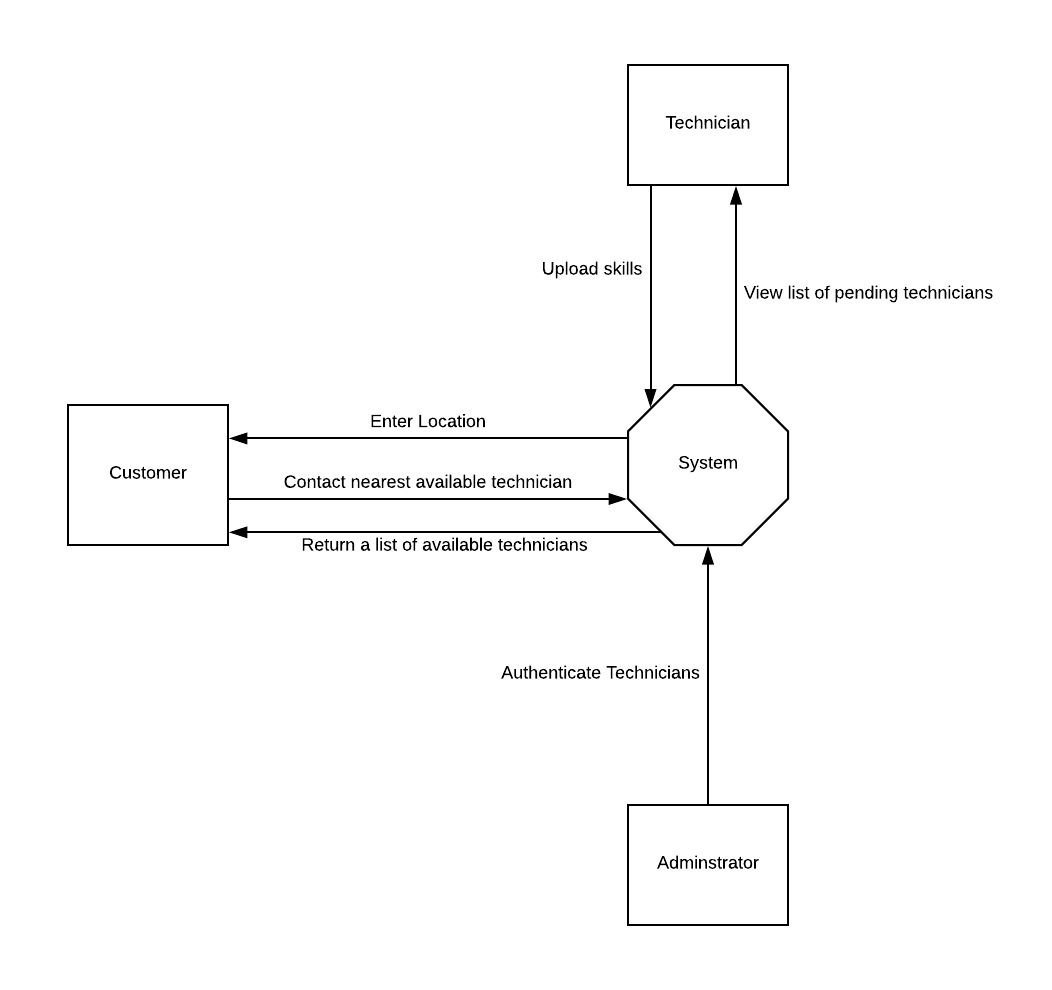 Technician
Upload skills
View list of pending technicians
Enter Location
Customer
System
Contact nearest available technician
Return a list of available technicians
Authenticate Technicians
Adminstrator